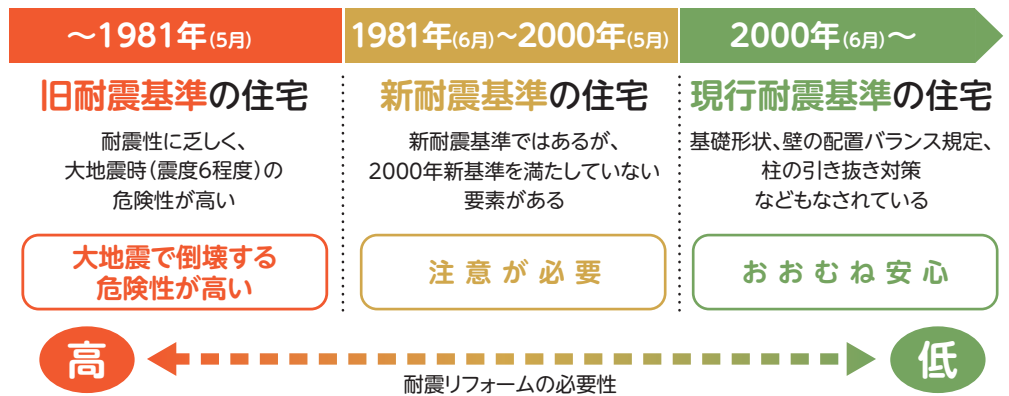 ～1981年(5月)
1981年(6月)～2000年(5月)
2000年(6月)～
旧耐震基準の住宅
耐震性に乏しく、
大地震時(震度6程度)の
危険性が高い
大地震で倒壊する
危険性が高い
新耐震基準の住宅
新耐震基準ではあるが、
2000年新基準を満たしていない
要素がある
注意が必要
現行耐震基準の住宅
基礎形状、壁の配置バランス規定、
柱の引き抜き対策
などもなされている
おおむね安心
高
低
耐震リフォームの必要性